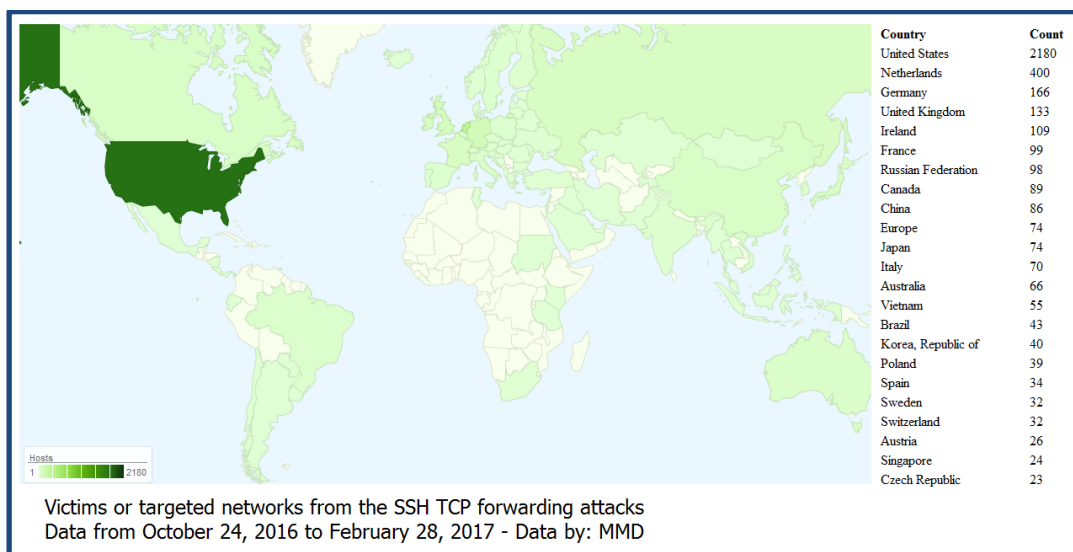 Country Count
United States 2180
Netherlands 400
Germany 166
United Kingdom 133
Ireland 109
France 99
Russian Federation 98
Canada 89
China 86
Europe 74
Japan 74
Italy 70
Australia 66
Vietnam 55
Brazil 43
Korea, Republic of 40
Poland 39
Spain 34
Sweden 32
Switzerland 32
Austria 26
Singapore 24
Czech Republic 23
Hosts
1 2180
Victims or targeted networks from the SSH TCP forwarding attacks
Data from October 24, 2016 to February 28, 2017 - Data by: MMD